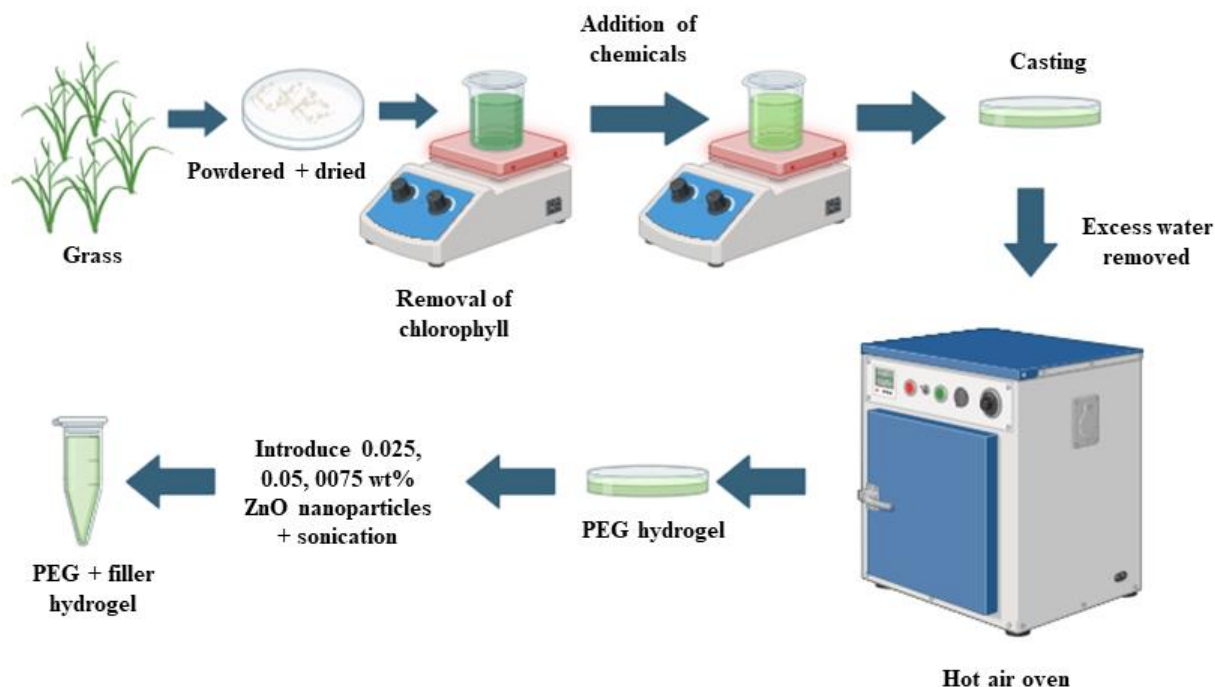 Grass
Powdered + dried
Removal of
chlorophyll
Addition of
chemicals
Casting
Excess water
removed
Hot air oven
PEG hydrogel
Introduce 0.025,
0.05, 0075 wt%
ZnO nanoparticles
+ sonication
PEG + filler
hydrogel